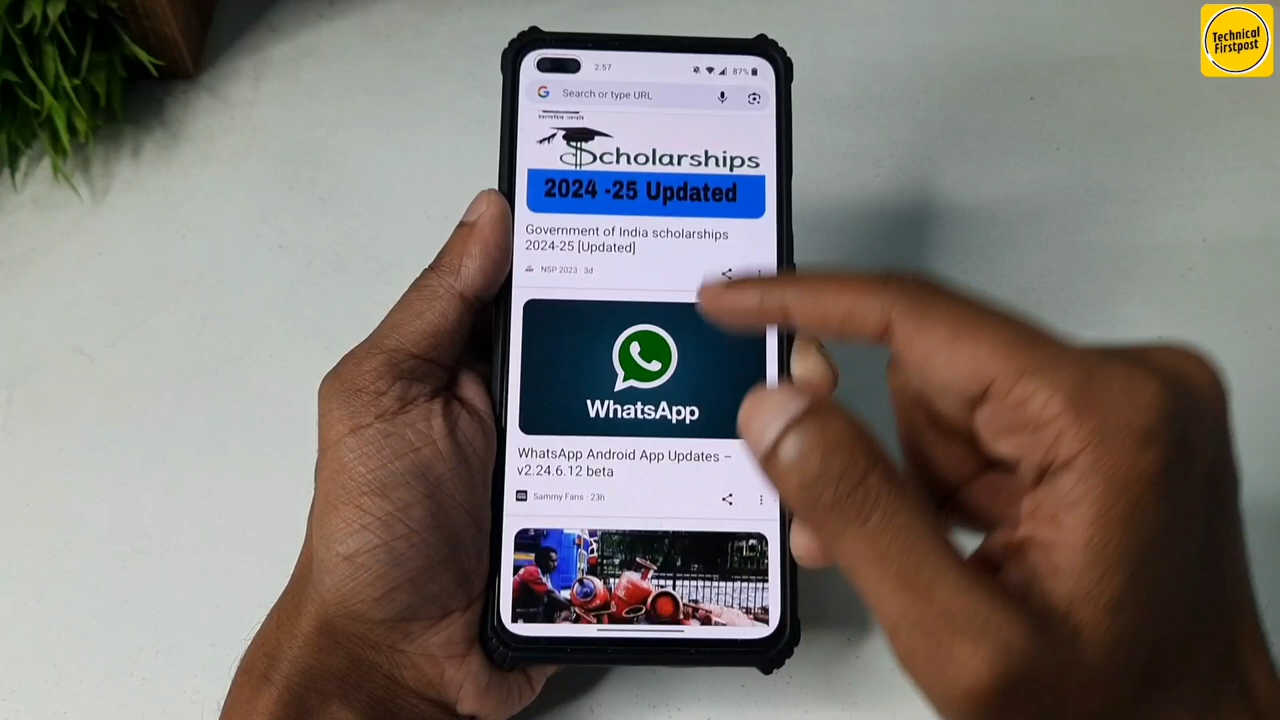 Technical
Firstpost
2:57
87%
Search or type URL
Scholarships
2024 -25 Updated
Government of India scholarships
2024-25 [Updated]
NSP 2023 · 3d
WhatsApp
WhatsApp Android App Updates –
v2.24.6.12 beta
Sammy Fans · 23h